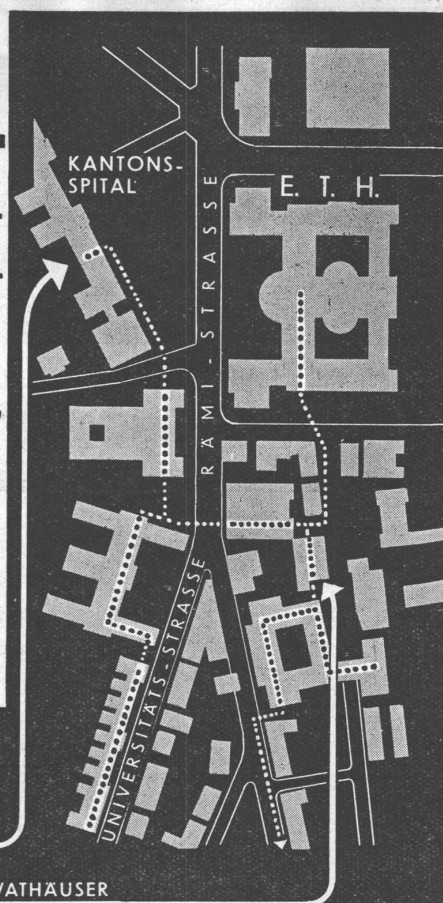 KANTONS-
SPITAL
E. T. H.
RÄMI-STRASSE
UNIVERSITÄTS-STRASSE
VATHÄUSER